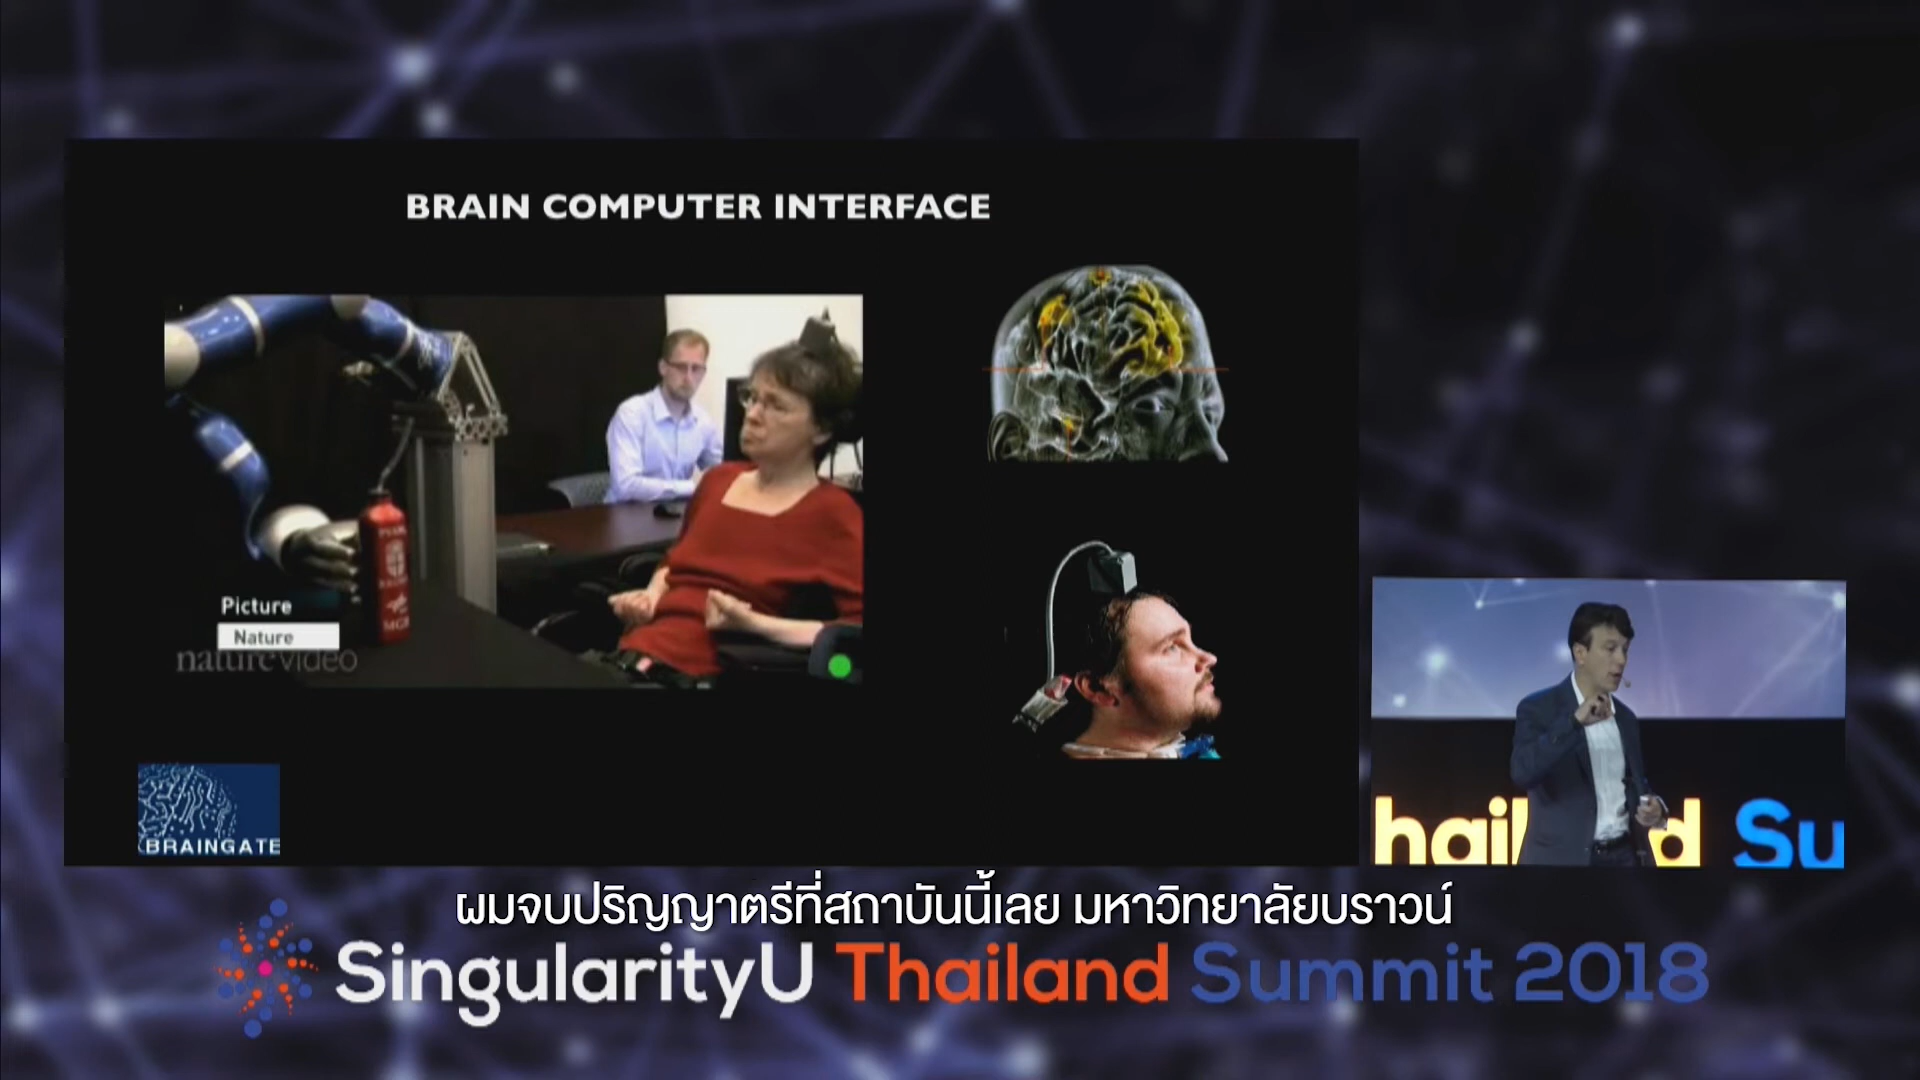 BRAIN COMPUTER INTERFACE
Picture
Nature
nature video
BRAINGATE
hail d Su
ผมจบปริญญาตรีที่สถาบันนี้เลย มหาวิทยาลัยบราวน์
SingularityU Thailand Summit 2018